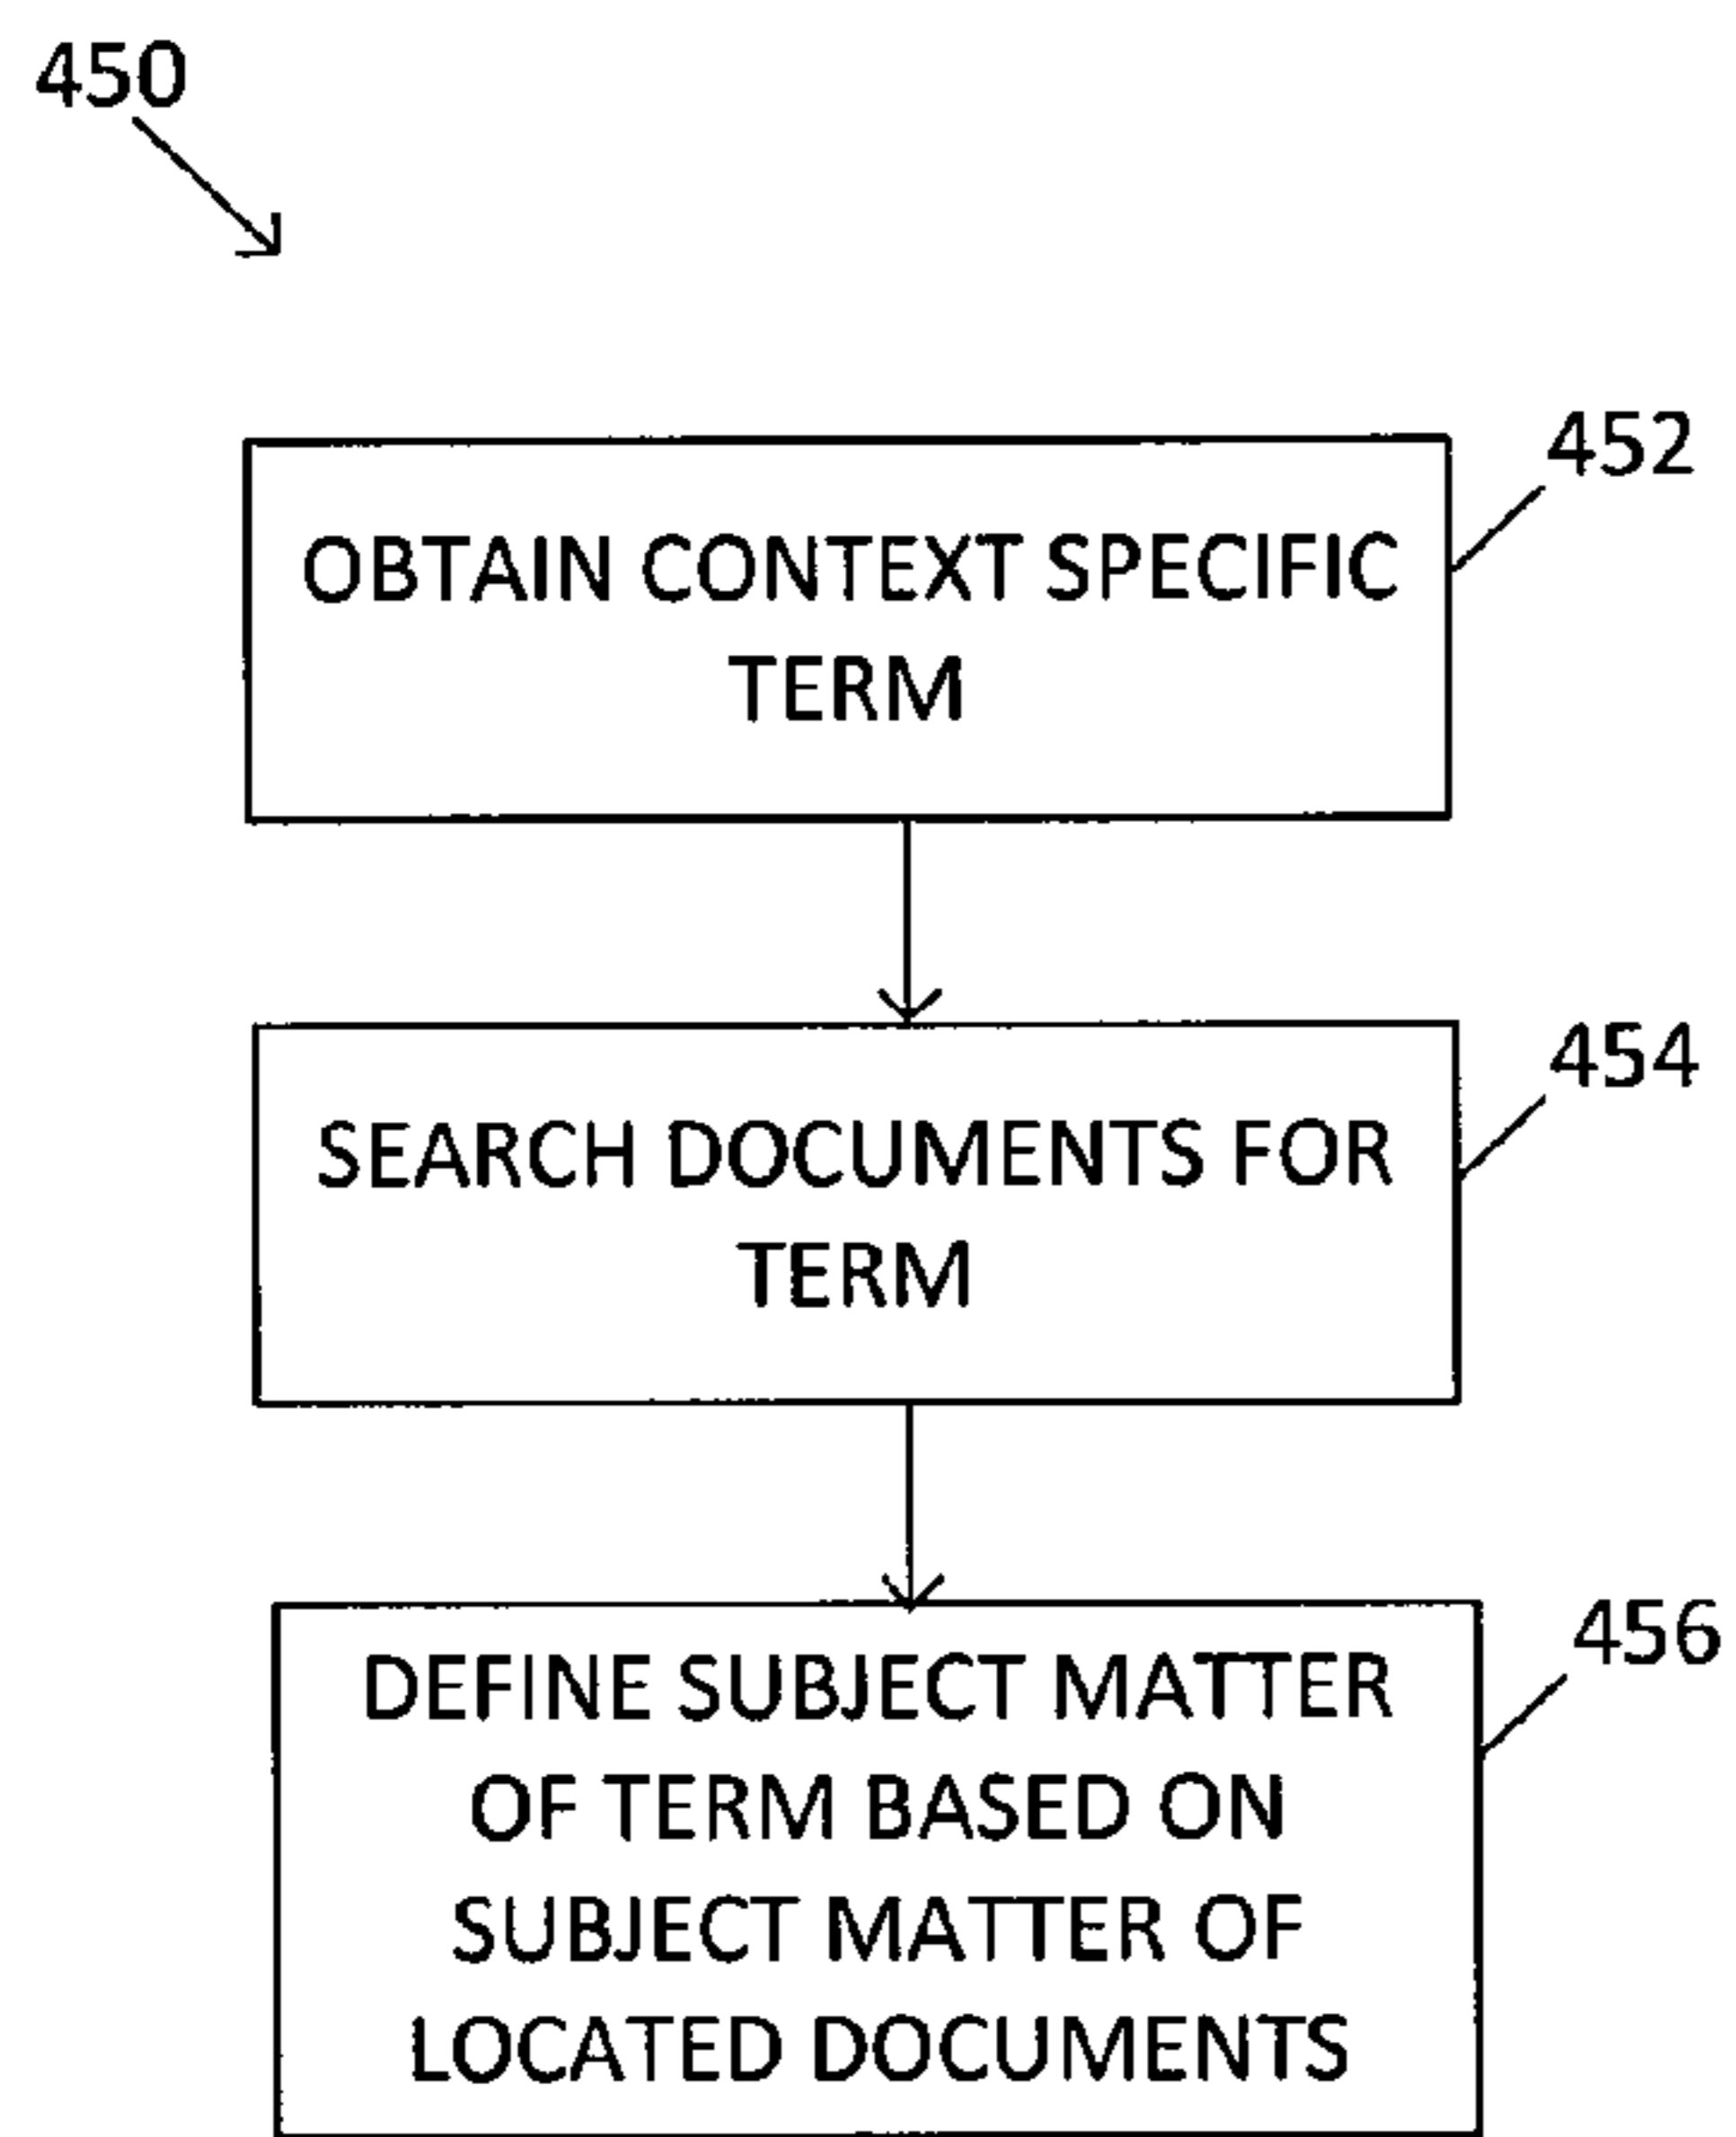 450
452
OBTAIN CONTEXT SPECIFIC
TERM
454
SEARCH DOCUMENTS FOR
TERM
456
DEFINE SUBJECT MATTER
OF TERM BASED ON
SUBJECT MATTER OF
LOCATED DOCUMENTS